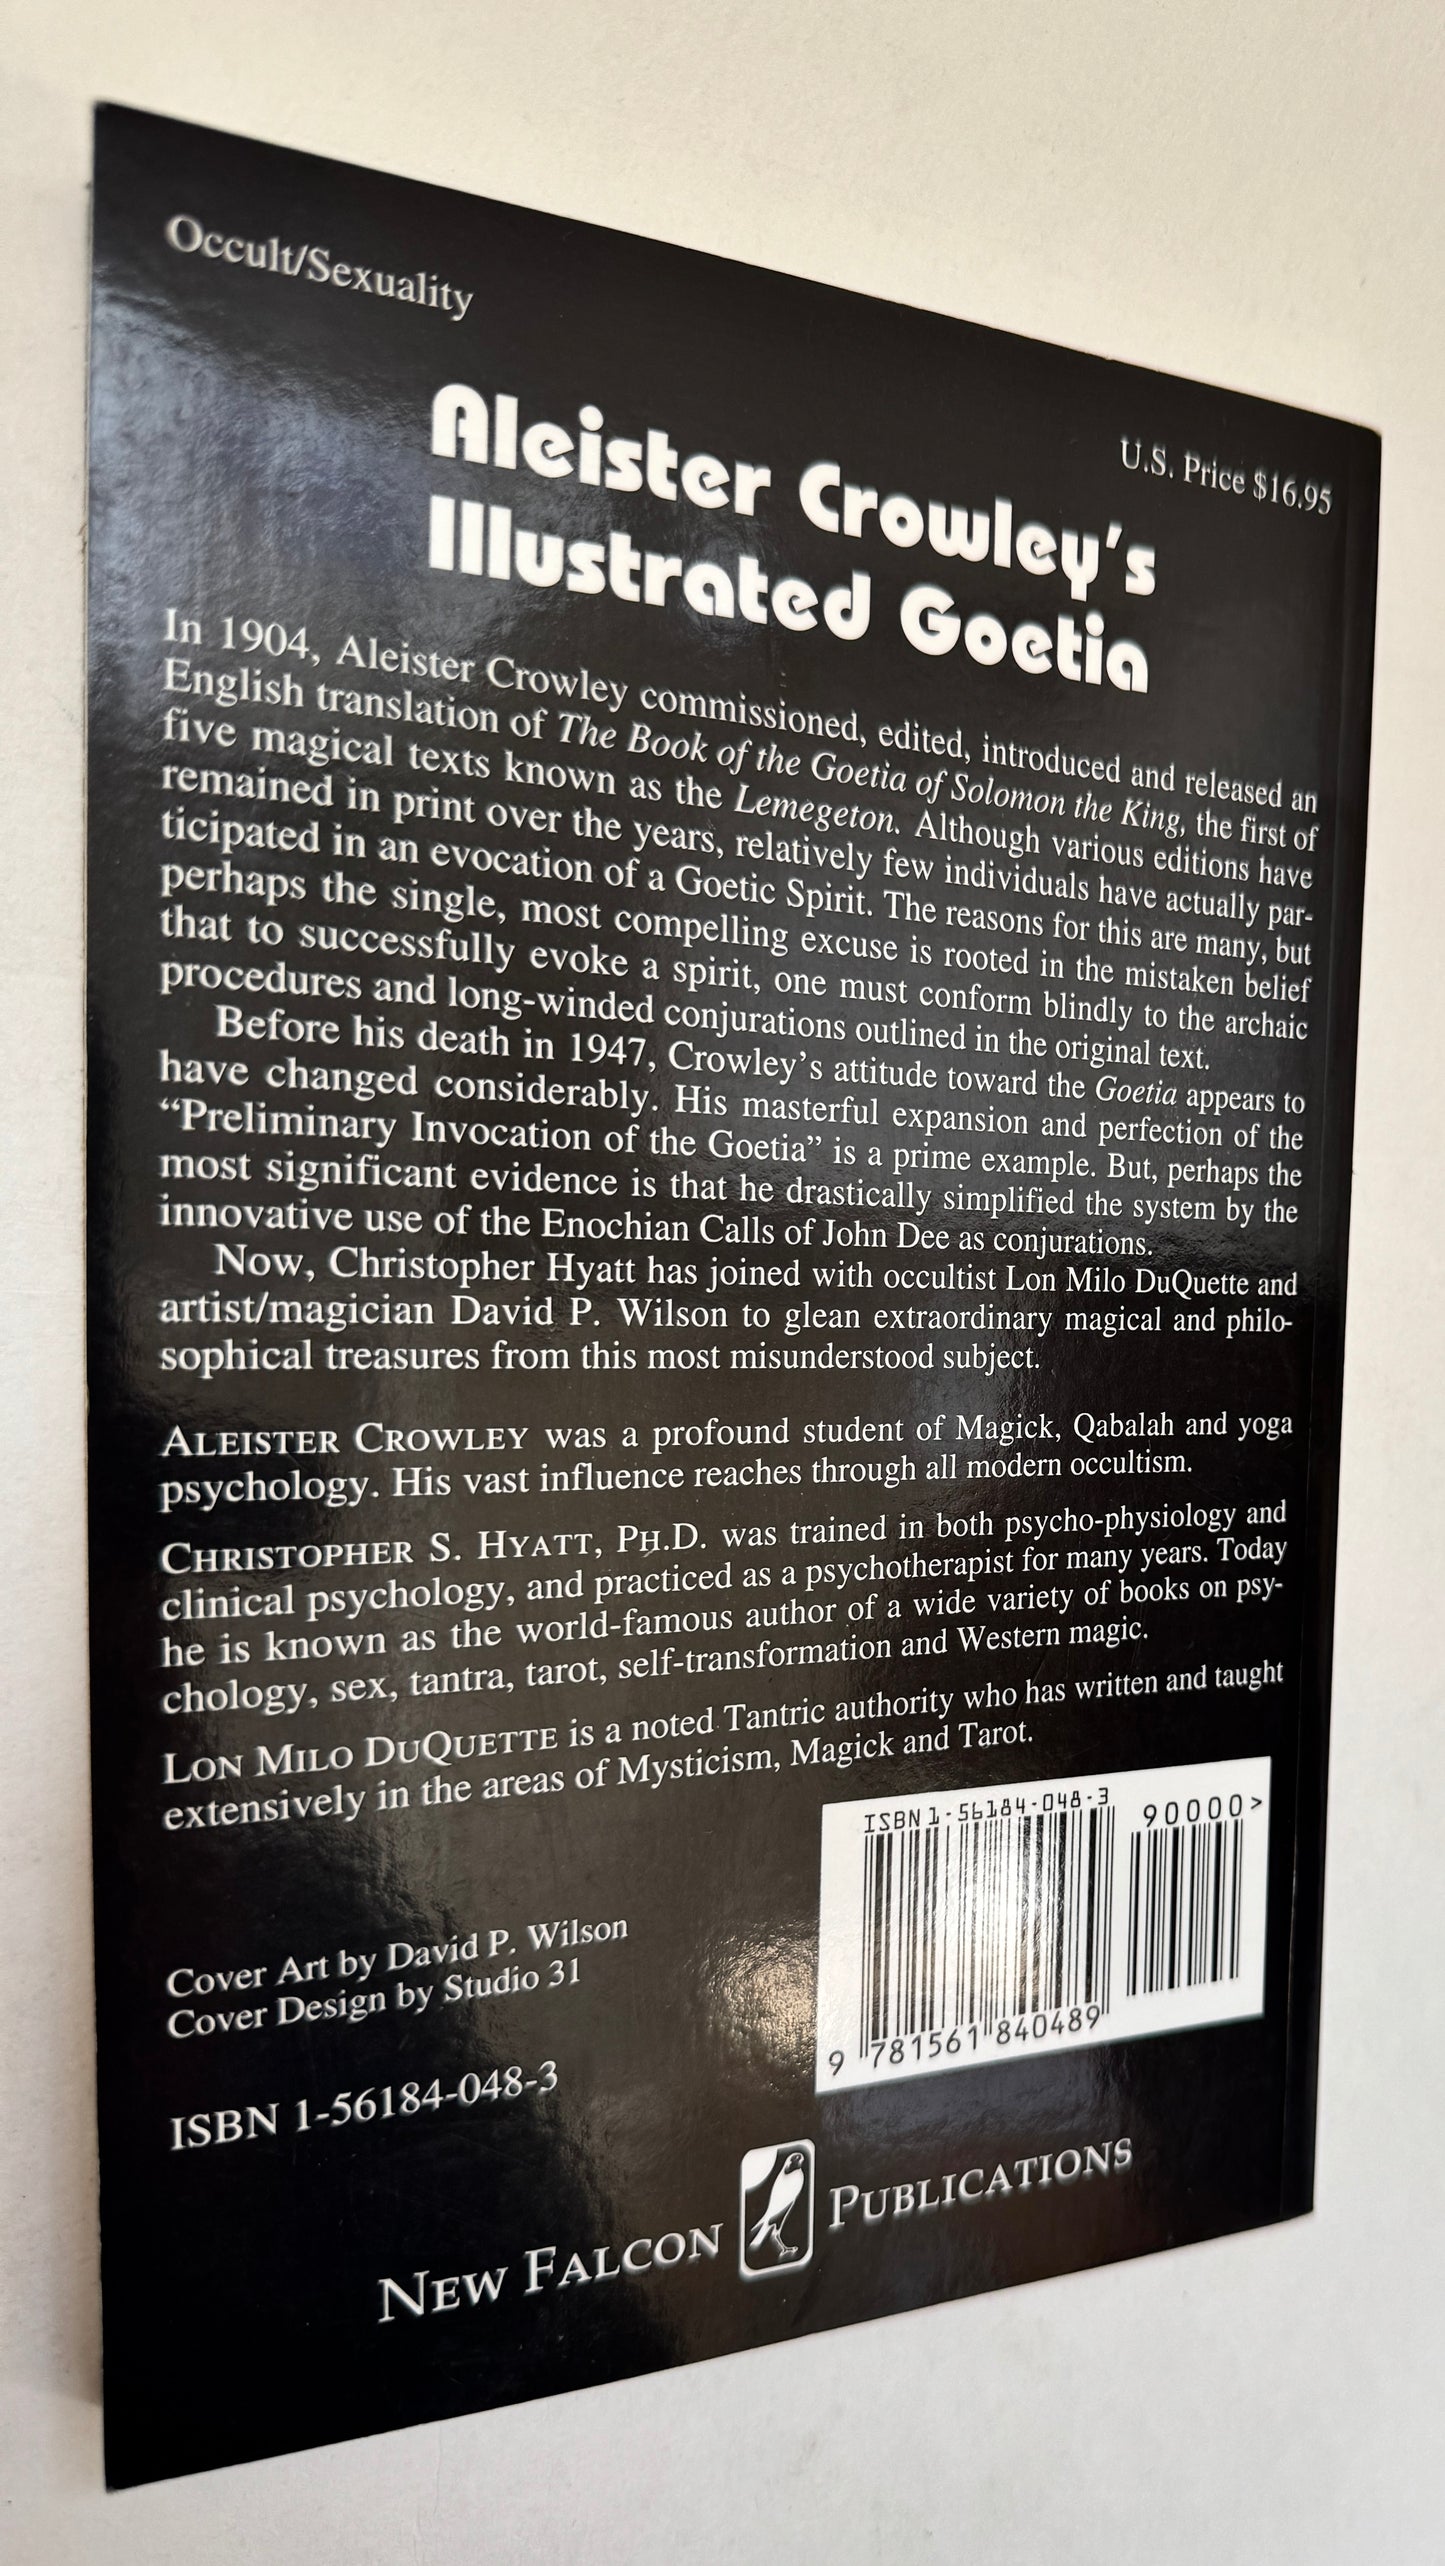 Occult/Sexuality
U.S. Price $16.95
Aleister Crowley's
Illustrated Goetia
In 1904, Aleister Crowley commissioned, edited, introduced and released an
English translation of The Book of the Goetia of Solomon the King, the first of
five magical texts known as the Lemegeton. Although various editions have
remained in print over the years, relatively few individuals have actually par-
ticipated in an evocation of a Goetic Spirit. The reasons for this are many, but
perhaps the single, most compelling excuse is rooted in the mistaken belief
that to successfully evoke a spirit, one must conform blindly to the archaic
procedures and long-winded conjurations outlined in the original text.
Before his death in 1947, Crowley's attitude toward the Goetia appears to
have changed considerably. His masterful expansion and perfection of the
“Preliminary Invocation of the Goetia” is a prime example. But, perhaps the
most significant evidence is that he drastically simplified the system by the
innovative use of the Enochian Calls of John Dee as conjurations.
Now, Christopher Hyatt has joined with occultist Lon Milo DuQuette and
artist/magician David P. Wilson to glean extraordinary magical and philo-
sophical treasures from this most misunderstood subject.
ALEISTER CROWLEY was a profound student of Magick, Qabalah and yoga
psychology. His vast influence reaches through all modern occultism.
CHRISTOPHER S. HYATT, PH.D. was trained in both psycho-physiology and
clinical psychology, and practiced as a psychotherapist for many years. Today
he is known as the world-famous author of a wide variety of books on psy-
chology, sex, tantra, tarot, self-transformation and Western magic.
LON MILO DUQUETTE is a noted Tantric authority who has written and taught
extensively in the areas of Mysticism, Magick and Tarot.
ISBN 1-56184-048-3
90000>
9 781561 840489
Cover Art by David P. Wilson
Cover Design by Studio 31
ISBN 1-56184-048-3
NEW FALCON PUBLICATIONS